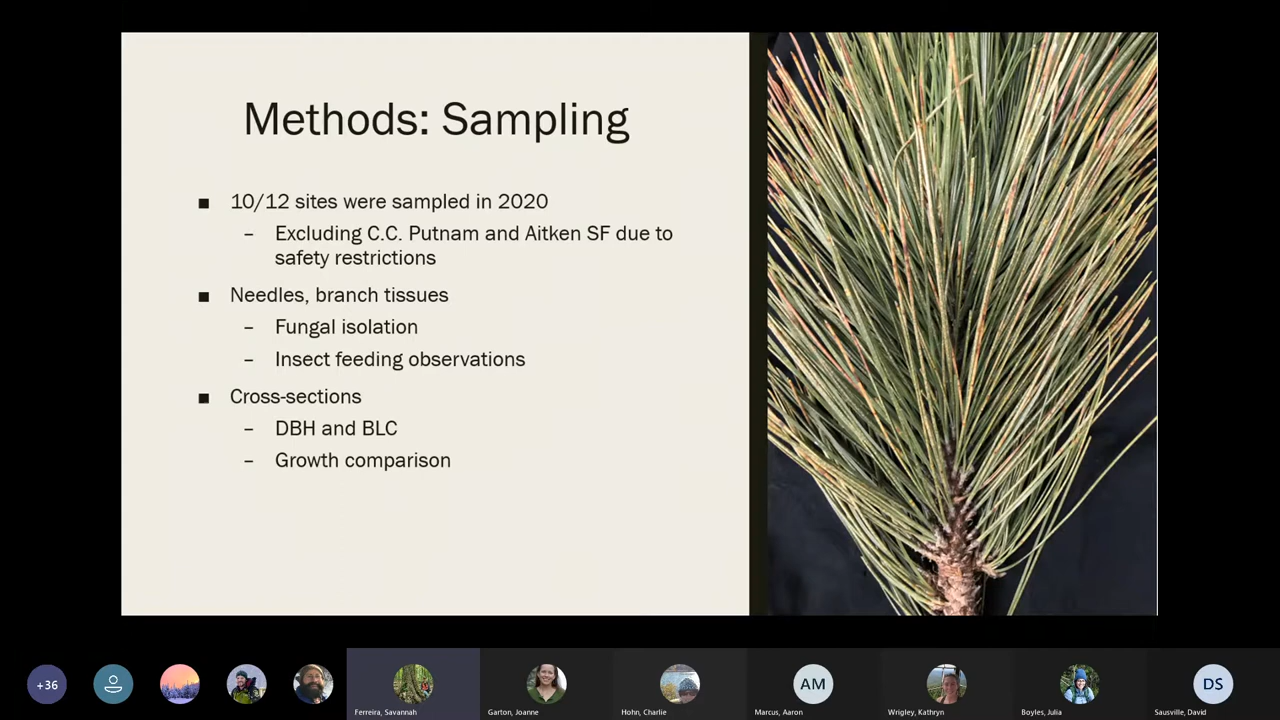 Methods: Sampling
■ 10/12 sites were sampled in 2020
– Excluding C.C. Putnam and Aitken SF due to
safety restrictions
■ Needles, branch tissues
– Fungal isolation
– Insect feeding observations
■ Cross-sections
– DBH and BLC
– Growth comparison
+36
AM
DS
Ferreira, Savannah
Garton, Joanne
Hohn, Charlie
Marcus, Aaron
Wrigley, Kathryn
Boyles, Julia
Sausville, David